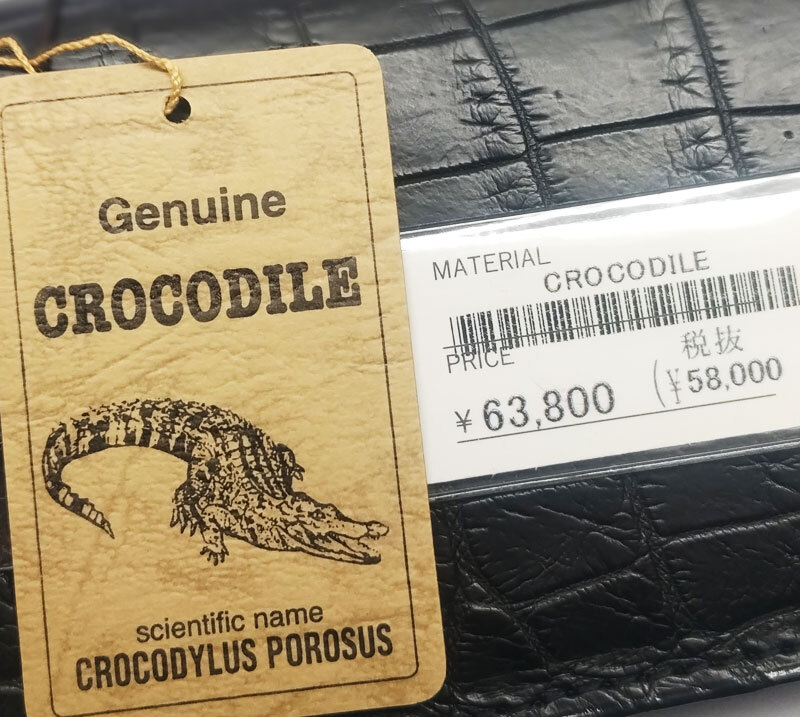 Genuine
CROCODILE
scientific name
CROCODYLUS POROSUS
MATERIAL
CROCODILE
PRICE
税抜
¥63,800 (¥58,000